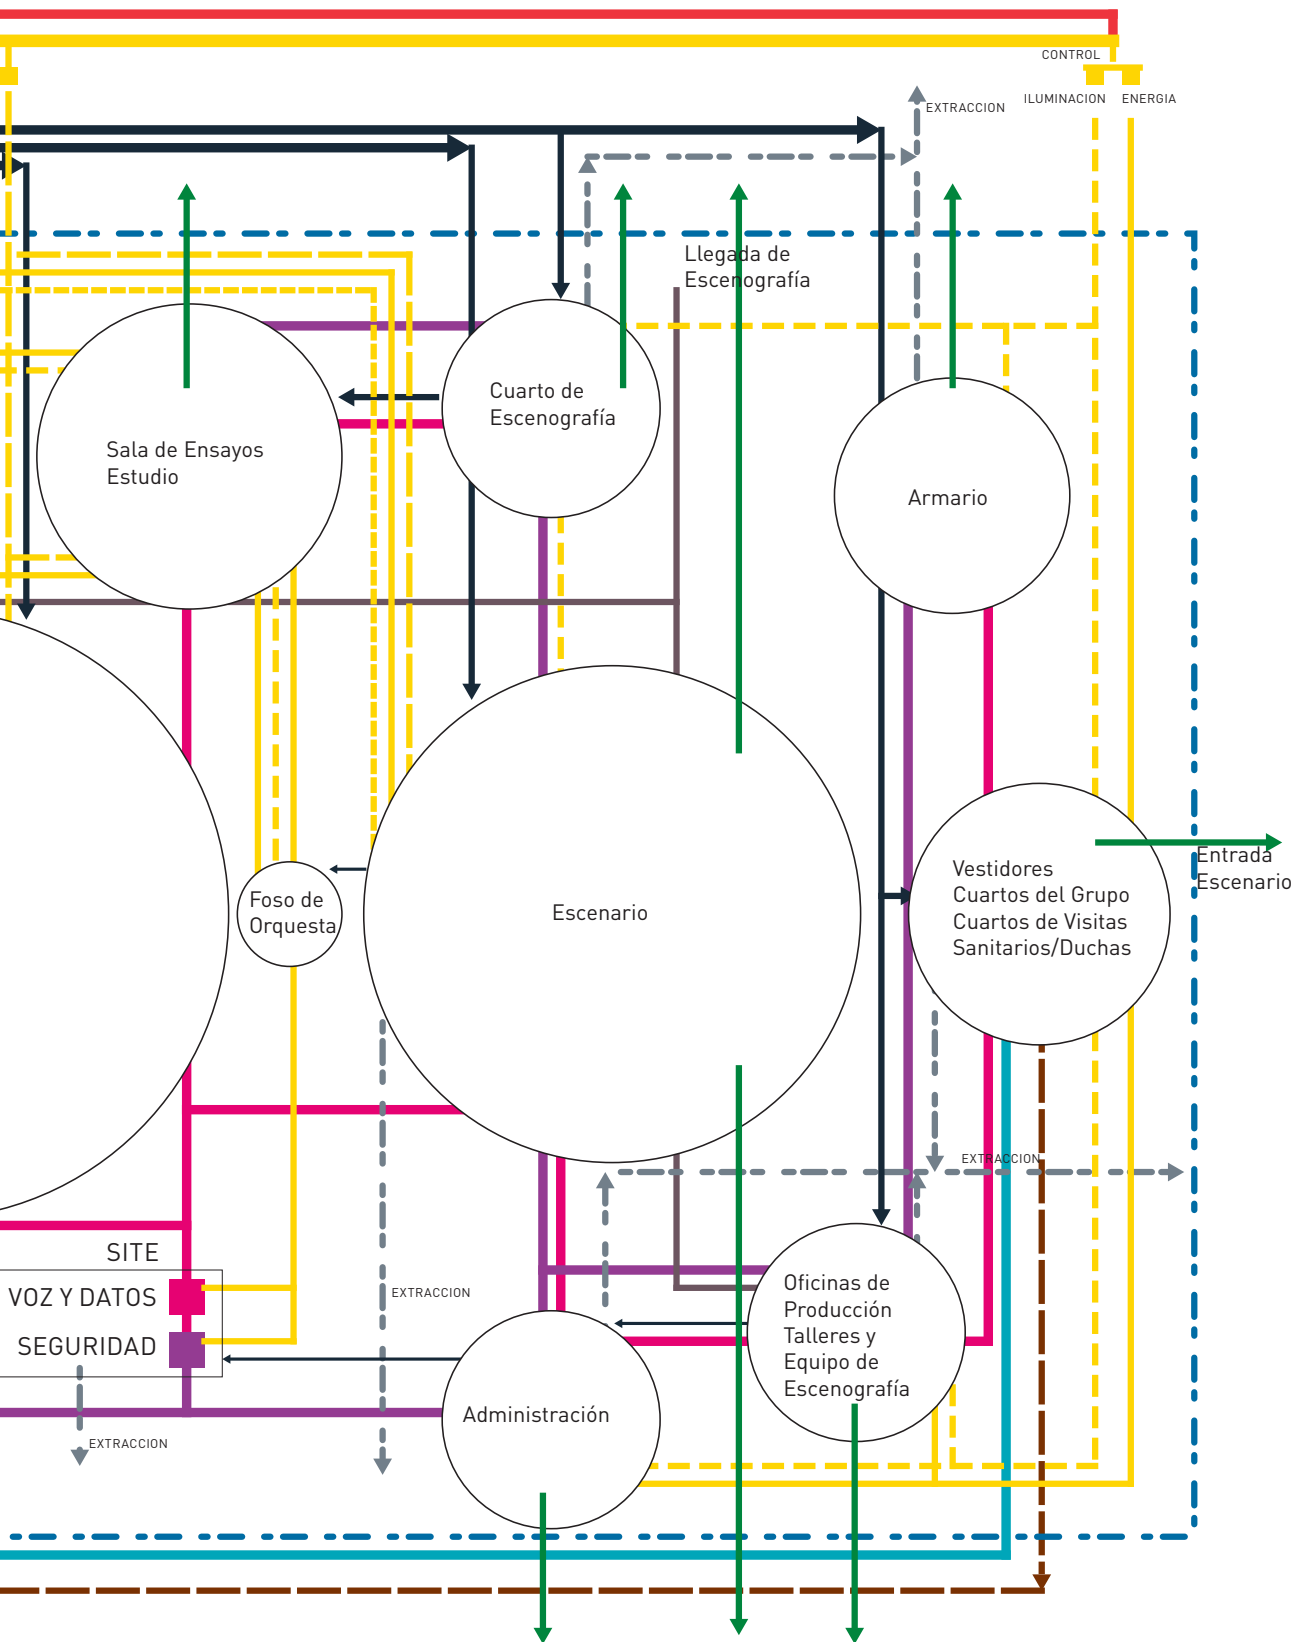 CONTROL
ILUMINACION
ENERGIA
EXTRACCION
Llegada de
Escenografía
Cuarto de
Escenografía
Sala de Ensayos
Estudio
Armario
Entrada
Escenario
Vestidores
Cuartos del Grupo
Cuartos de Visitas
Sanitarios/Duchas
Foso de
Orquesta
Escenario
EXTRACCION
SITE
VOZ Y DATOS
SEGURIDAD
EXTRACCION
Oficinas de
Producción
Talleres y
Equipo de
Escenografía
Administración
EXTRACCION